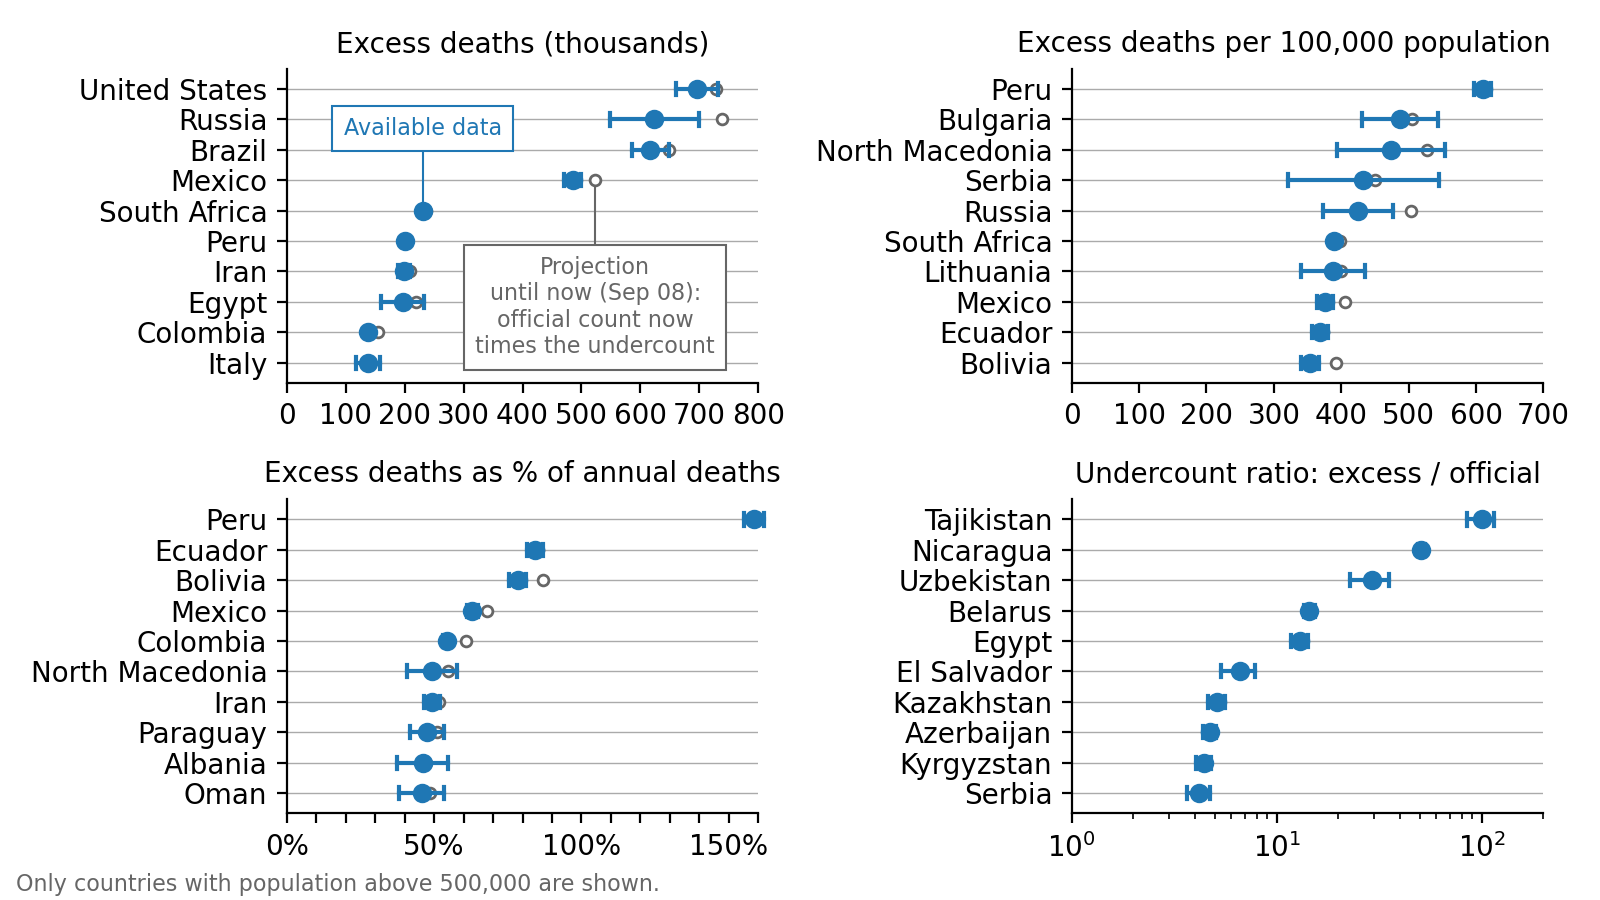 Excess deaths (thousands)
United States
Russia
Brazil
Mexico
South Africa
Peru
Iran
Egypt
Colombia
Italy
Available data
Projection
until now (Sep 08):
official count now
times the undercount
0 100 200 300 400 500 600 700 800
Excess deaths per 100,000 population
Peru
Bulgaria
North Macedonia
Serbia
Russia
South Africa
Lithuania
Mexico
Ecuador
Bolivia
0 100 200 300 400 500 600 700
Excess deaths as % of annual deaths
Peru
Ecuador
Bolivia
Mexico
Colombia
North Macedonia
Iran
Paraguay
Albania
Oman
0% 50% 100% 150%
Undercount ratio: excess / official
Tajikistan
Nicaragua
Uzbekistan
Belarus
Egypt
El Salvador
Kazakhstan
Azerbaijan
Kyrgyzstan
Serbia
10⁰ 10¹ 10²
Only countries with population above 500,000 are shown.